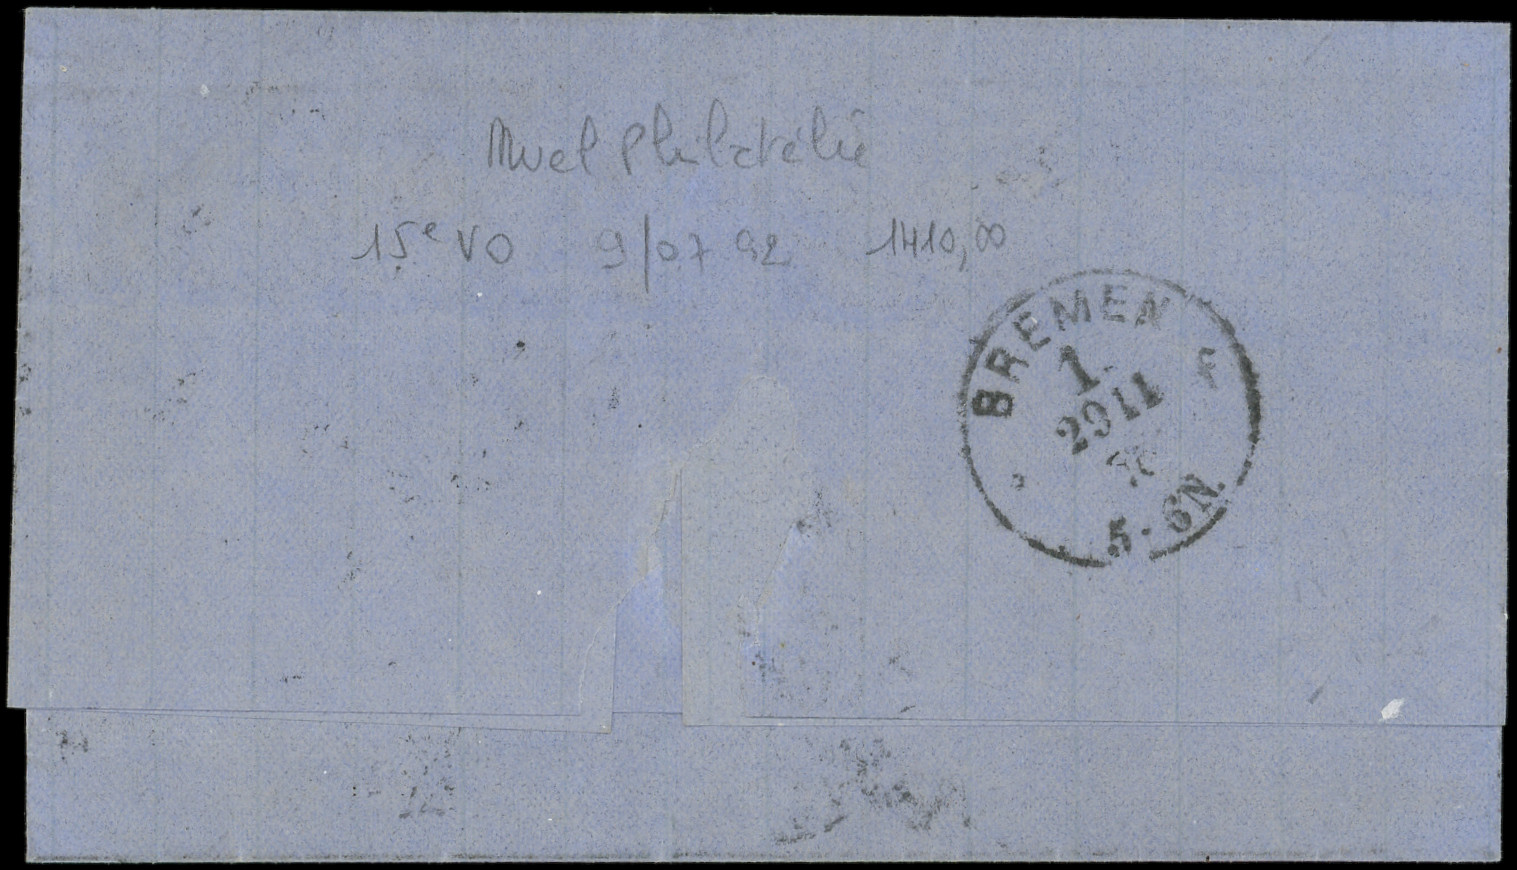 Nuel Philatélie
15e VO 9/07 92 1410,00
BREMEN
1.
29 11
5-6N.